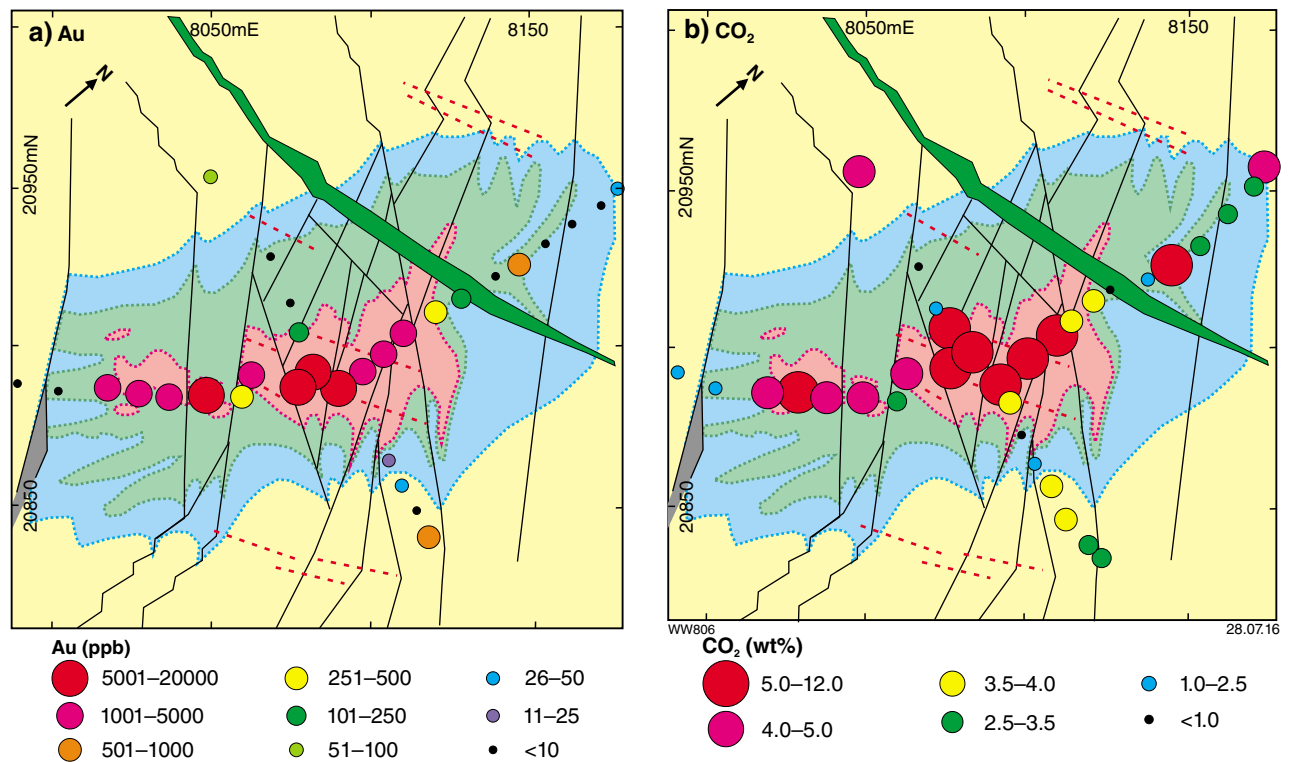 a) Au
8050mE
8150
N
20950mN
20850
b) CO₂
8050mE
8150
N
20950mN
20850
WW806
28.07.16
Au (ppb)
5001–20000
251–500
26–50
1001–5000
101–250
11–25
501–1000
51–100
<10
CO₂ (wt%)
5.0–12.0
3.5–4.0
1.0–2.5
4.0–5.0
2.5–3.5
<1.0